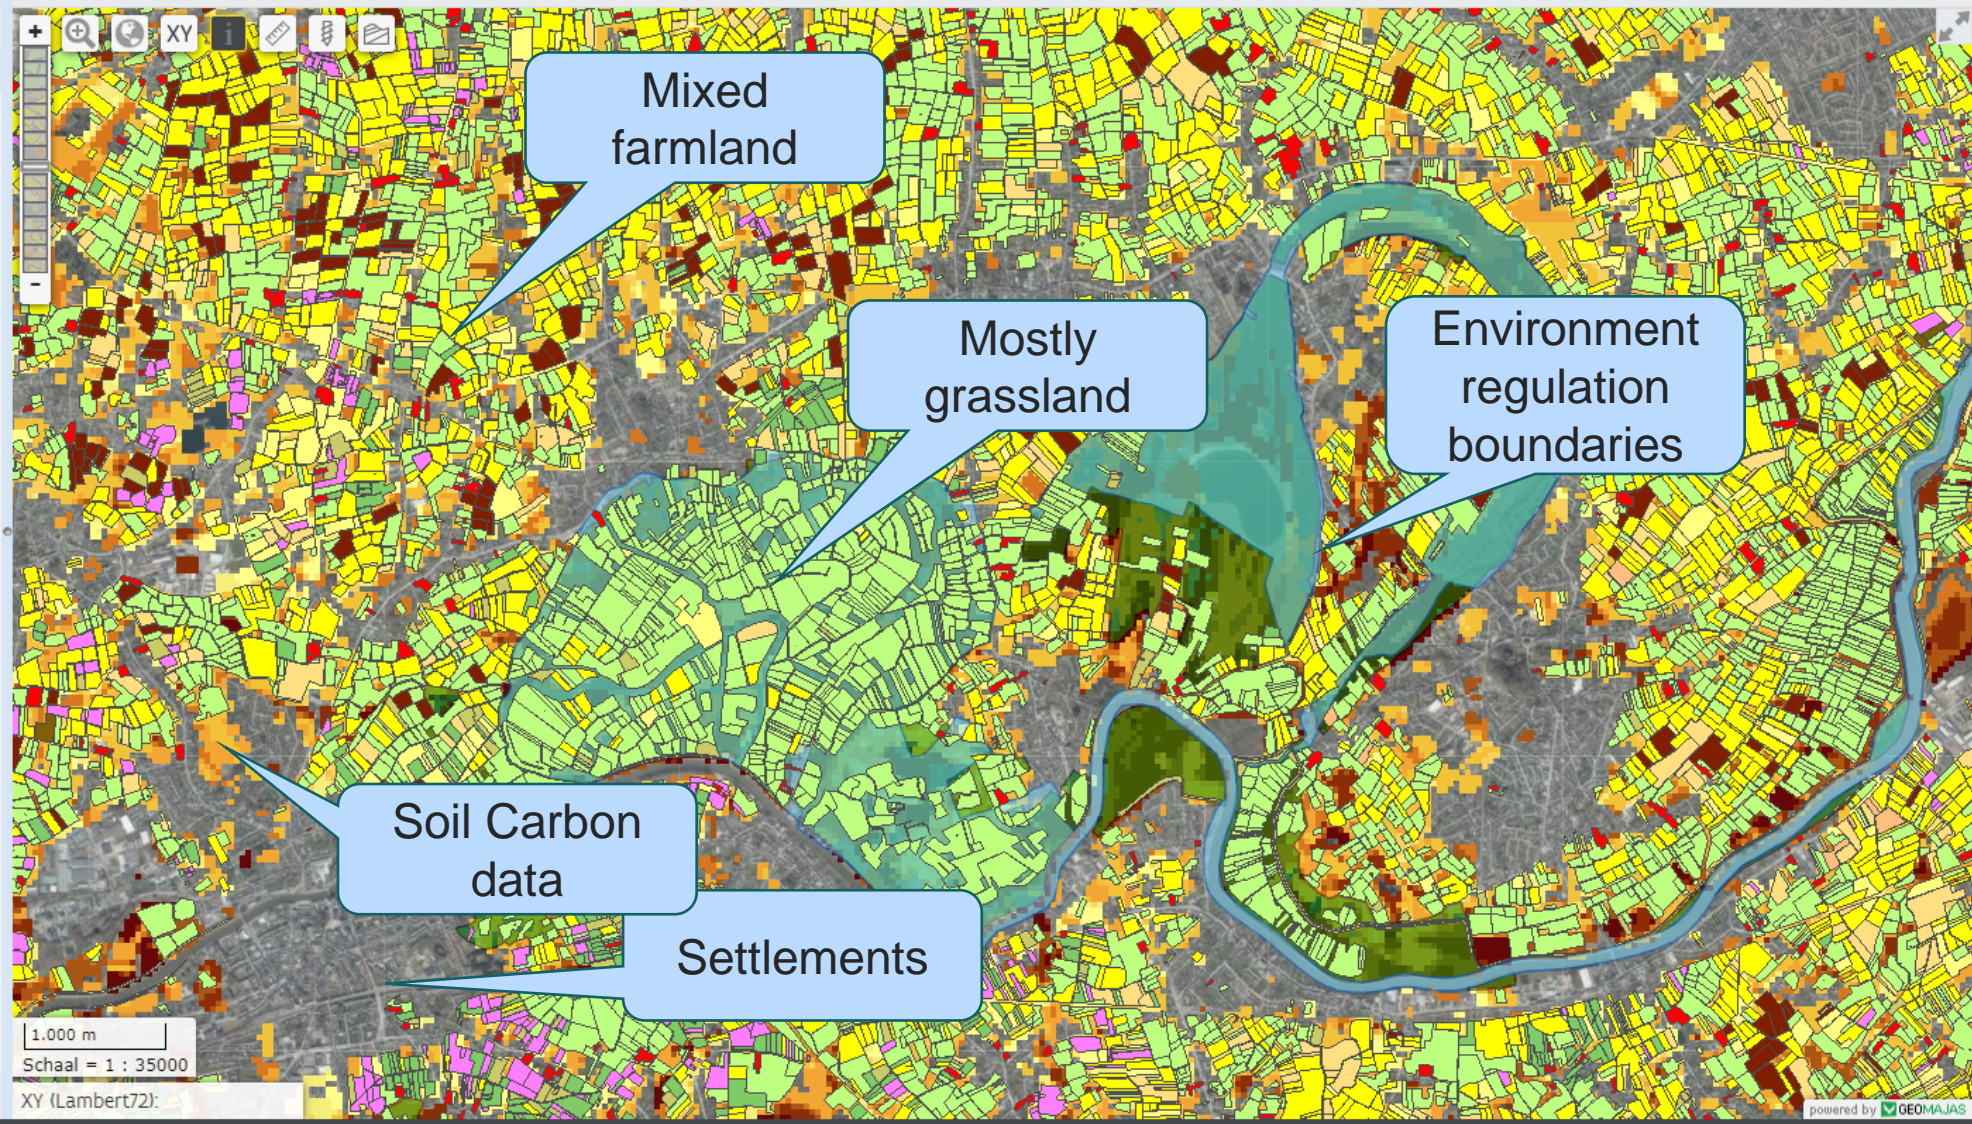 +
XY
i
-
Mixed
farmland
Mostly
grassland
Environment
regulation
boundaries
Soil Carbon
data
Settlements
1.000 m
Schaal = 1 : 35000
XY (Lambert72):
powered by GEOMAJAS